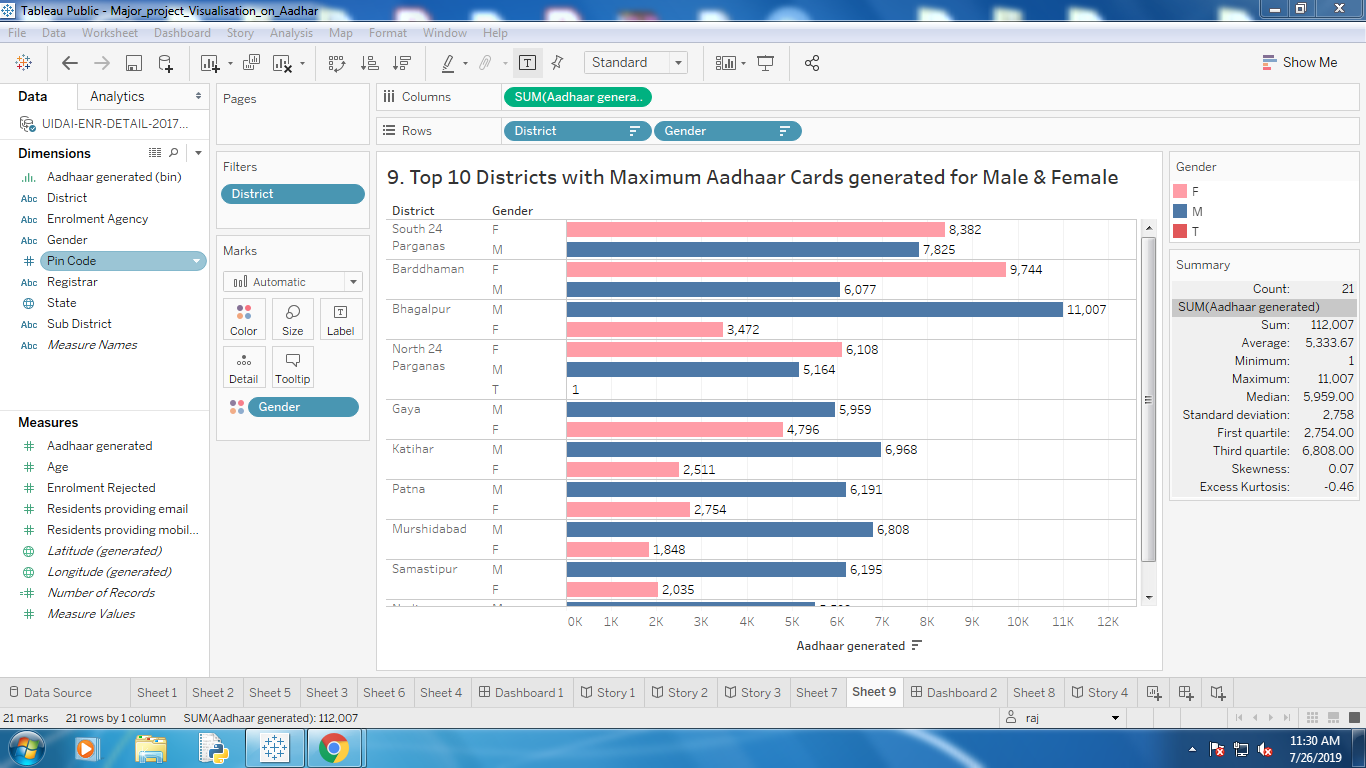 Tableau Public - Major_project_Visualisation_on_Aadhar
File Data Worksheet Dashboard Story Analysis Map Format Window Help
Standard
Show Me
Data Analytics
UIDAI-ENR-DETAIL-2017...
Dimensions
Aadhaar generated (bin)
Abc District
Abc Enrolment Agency
Abc Gender
Pin Code
Abc Registrar
State
Abc Sub District
Abc Measure Names
Measures
Aadhaar generated
Age
Enrolment Rejected
Residents providing email
Residents providing mobil...
Latitude (generated)
Longitude (generated)
Number of Records
Measure Values
Pages
Filters
District
Marks
Automatic
Color Size Label
Detail Tooltip
Gender
Columns SUM(Aadhaar genera..
Rows District Gender
9. Top 10 Districts with Maximum Aadhaar Cards generated for Male & Female
District Gender
South 24 Parganas F 8,382
M 7,825
Barddhaman F 9,744
M 6,077
Bhagalpur M 11,007
F 3,472
North 24 Parganas F 6,108
M 5,164
T 1
Gaya M 5,959
F 4,796
Katihar M 6,968
F 2,511
Patna M 6,191
F 2,754
Murshidabad M 6,808
F 1,848
Samastipur M 6,195
F 2,035
0K 1K 2K 3K 4K 5K 6K 7K 8K 9K 10K 11K 12K
Aadhaar generated
Gender
F
M
T
Summary
Count: 21
SUM(Aadhaar generated)
Sum: 112,007
Average: 5,333.67
Minimum: 1
Maximum: 11,007
Median: 5,959.00
Standard deviation: 2,758
First quartile: 2,754.00
Third quartile: 6,808.00
Skewness: 0.07
Excess Kurtosis: -0.46
Data Source Sheet 1 Sheet 2 Sheet 5 Sheet 3 Sheet 6 Sheet 4 Dashboard 1 Story 1 Story 2 Story 3 Sheet 7 Sheet 9 Dashboard 2 Sheet 8 Story 4
21 marks 21 rows by 1 column SUM(Aadhaar generated): 112,007
raj
11:30 AM
7/26/2019